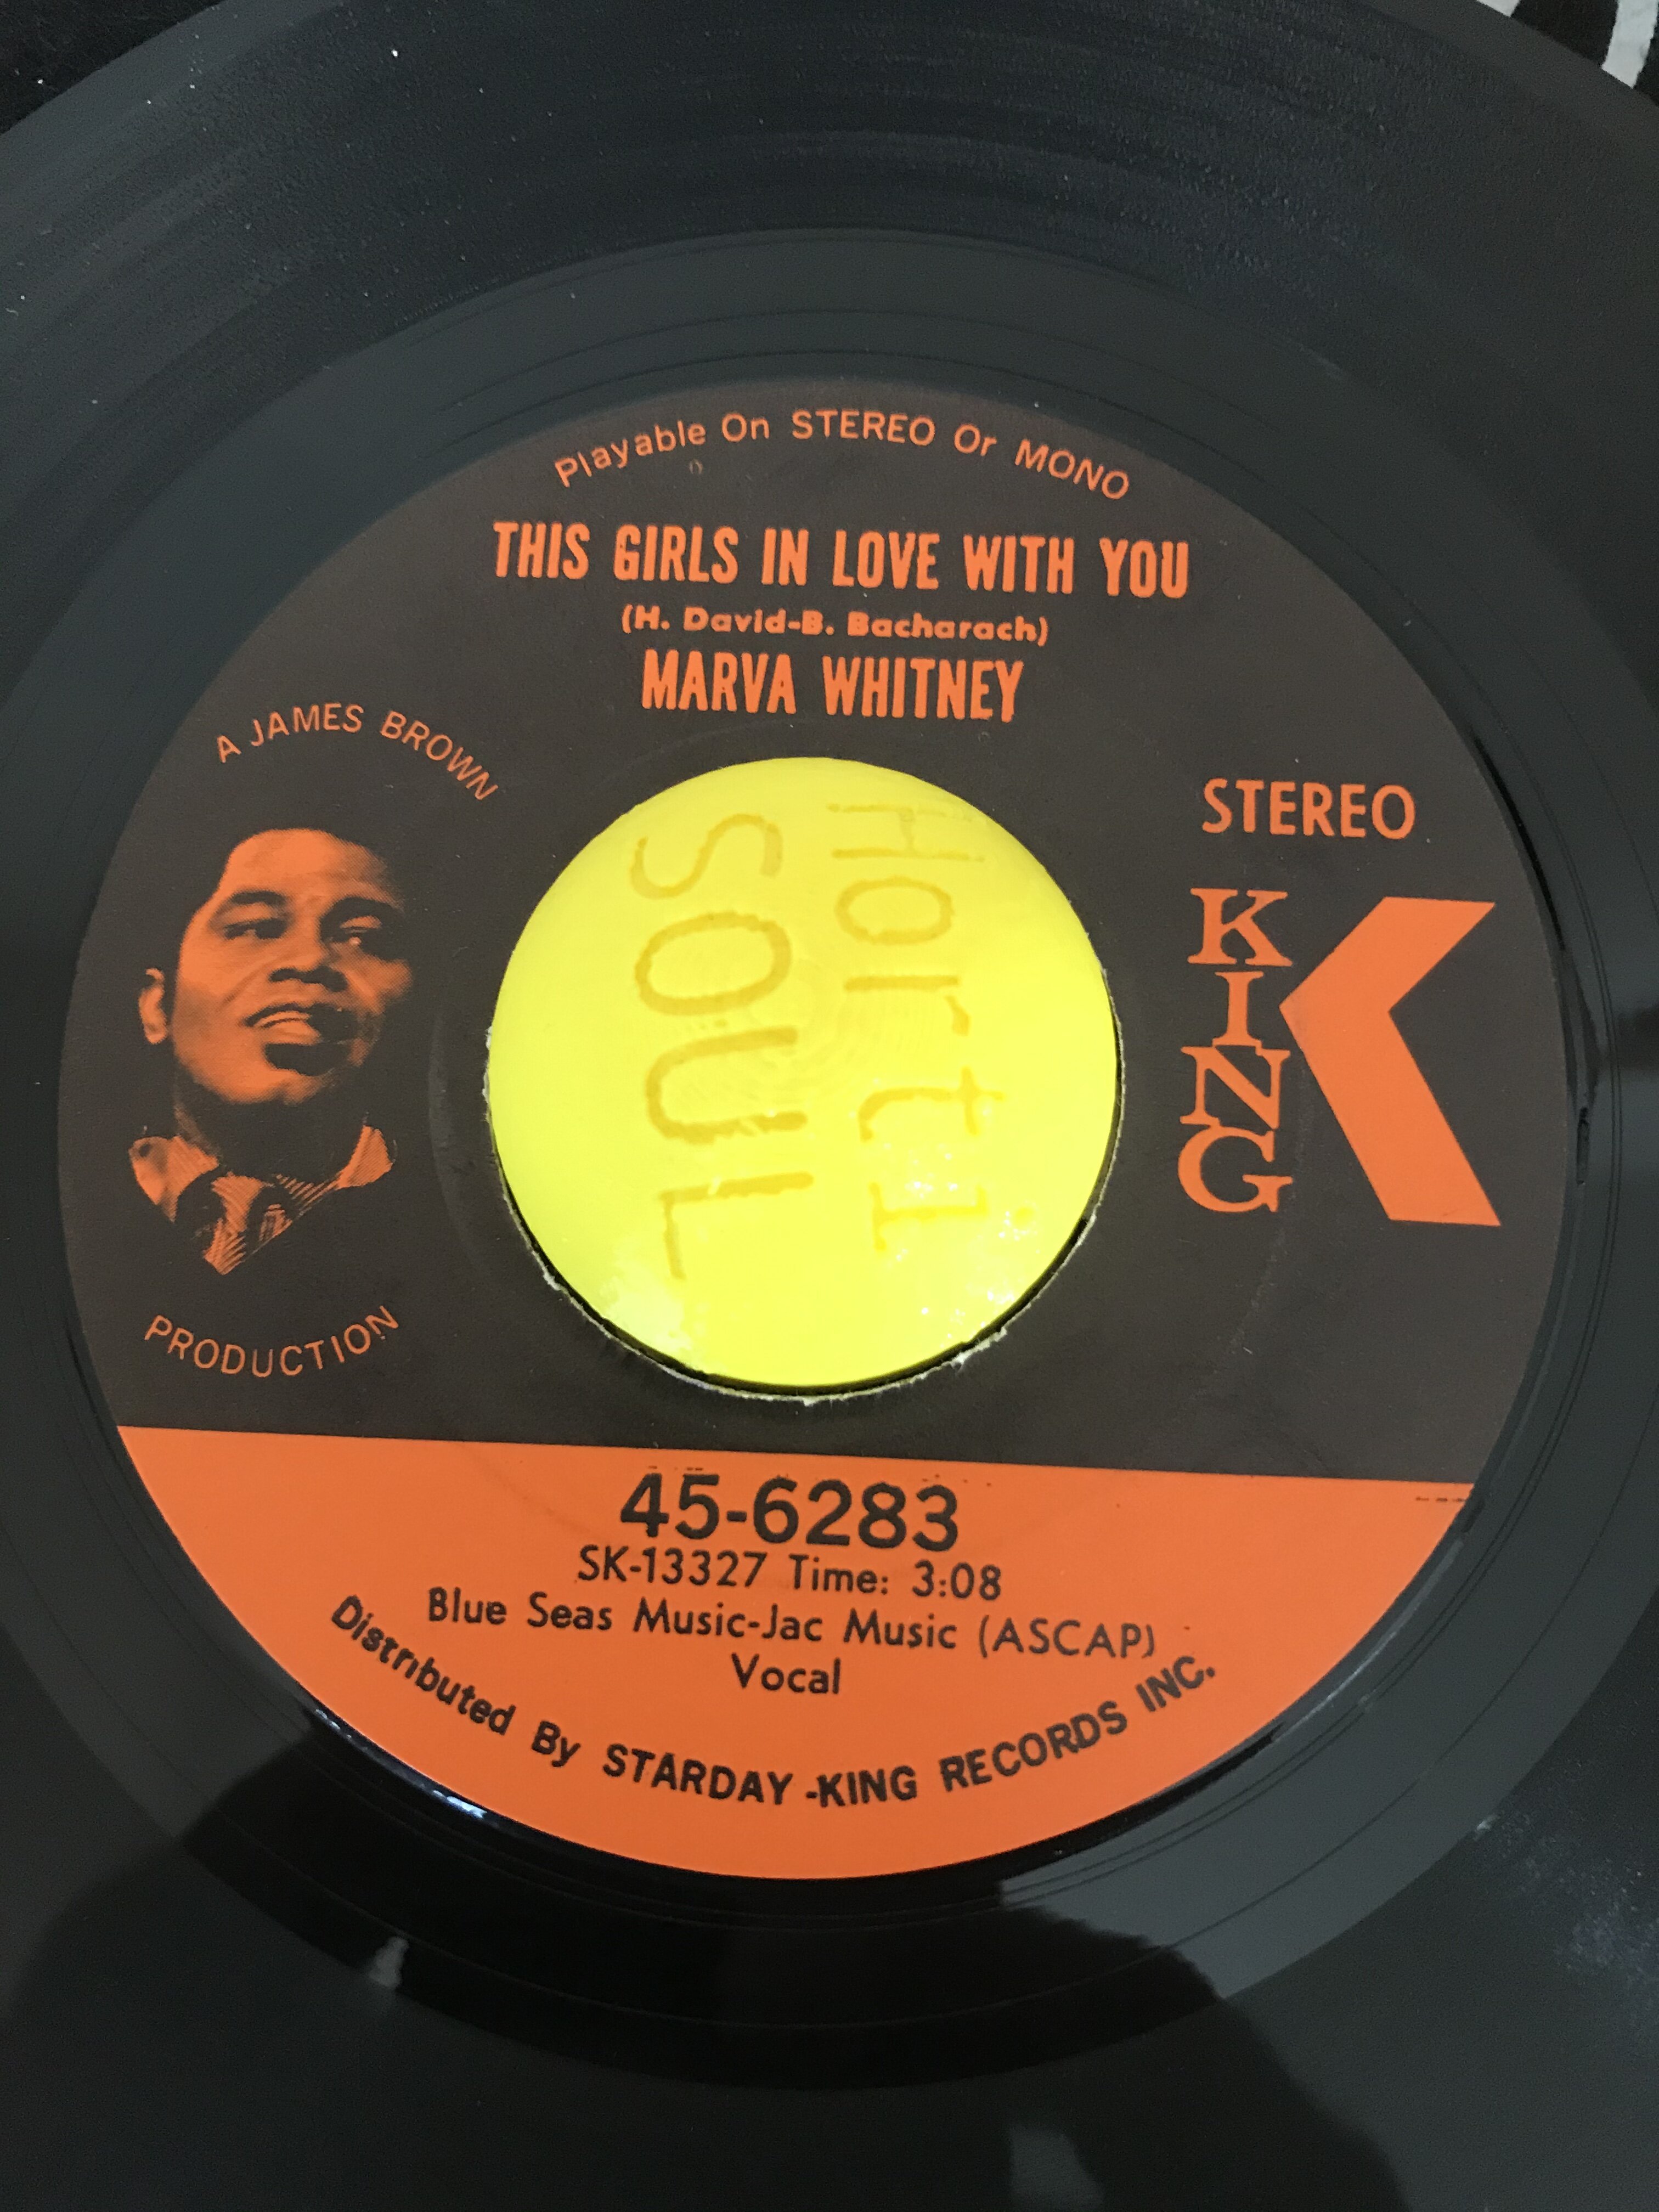 Playable On STEREO Or MONO
THIS GIRLS IN LOVE WITH YOU
(H. David-B. Bacharach)
MARVA WHITNEY
A JAMES BROWN
PRODUCTION
STEREO
KING
Horti
SOUL
45-6283
SK-13327 Time: 3:08
Blue Seas Music-Jac Music (ASCAP)
Vocal
Distributed By STARDAY-KING RECORDS INC.